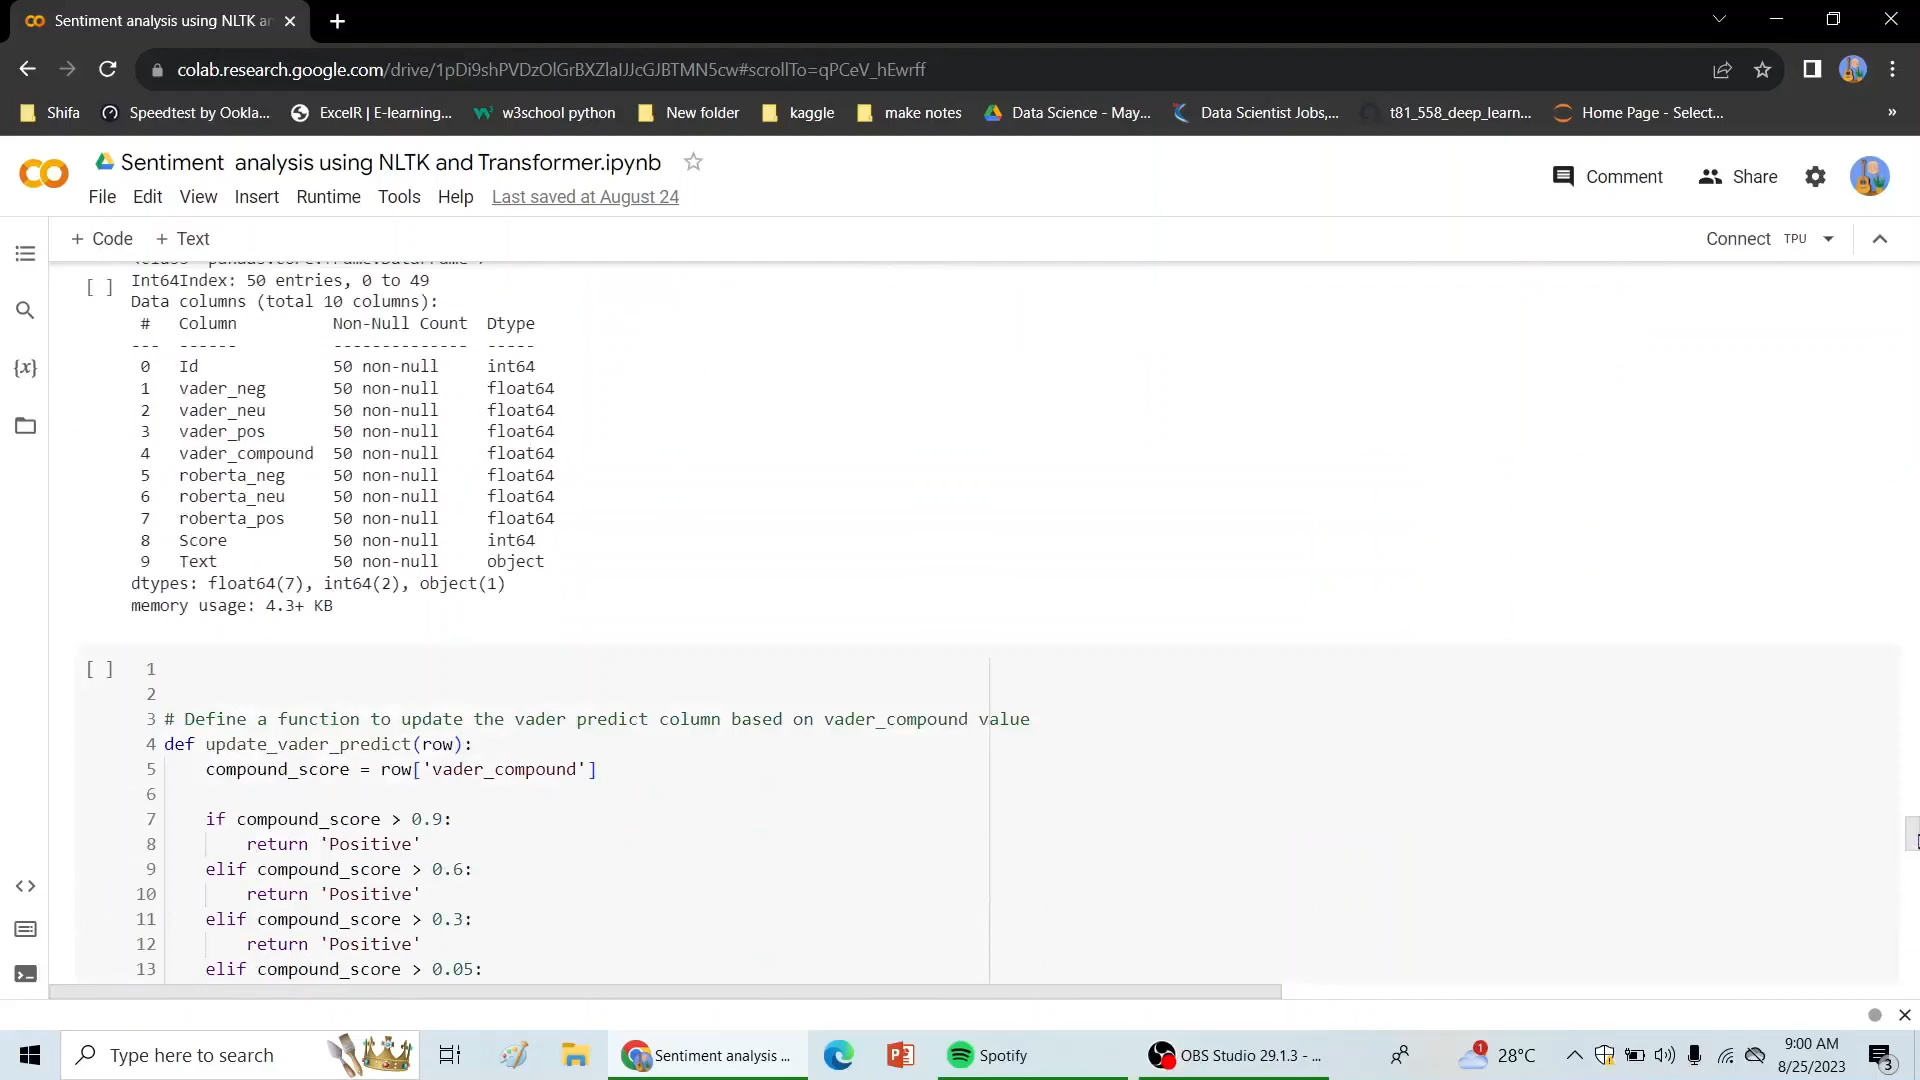 Sentiment analysis using NLTK an
colab.research.google.com/drive/1pDi9shPVDzOlGrBXZlaIJJcGJBTMN5cw#scrollTo=qPCeV_hEwrff
Shifa Speedtest by Ookla... ExcelR | E-learning... w3school python New folder kaggle make notes Data Science - May... Data Scientist Jobs,... t81_558_deep_learn... Home Page - Select... »
Sentiment analysis using NLTK and Transformer.ipynb
Comment Share
File Edit View Insert Runtime Tools Help Last saved at August 24
+ Code + Text Connect TPU
[ ] Int64Index: 50 entries, 0 to 49
Data columns (total 10 columns):
# Column Non-Null Count Dtype
--- ------ -------------- -----
0 Id 50 non-null int64
1 vader_neg 50 non-null float64
2 vader_neu 50 non-null float64
3 vader_pos 50 non-null float64
4 vader_compound 50 non-null float64
5 roberta_neg 50 non-null float64
6 roberta_neu 50 non-null float64
7 roberta_pos 50 non-null float64
8 Score 50 non-null int64
9 Text 50 non-null object
dtypes: float64(7), int64(2), object(1)
memory usage: 4.3+ KB
[ ] 1
2
3 # Define a function to update the vader predict column based on vader_compound value
4 def update_vader_predict(row):
5 compound_score = row['vader_compound']
6
7 if compound_score > 0.9:
8 return 'Positive'
9 elif compound_score > 0.6:
10 return 'Positive'
11 elif compound_score > 0.3:
12 return 'Positive'
13 elif compound_score > 0.05:
Type here to search Sentiment analysis ... Spotify OBS Studio 29.1.3 - ... 1 28°C 9:00 AM
8/25/2023 3